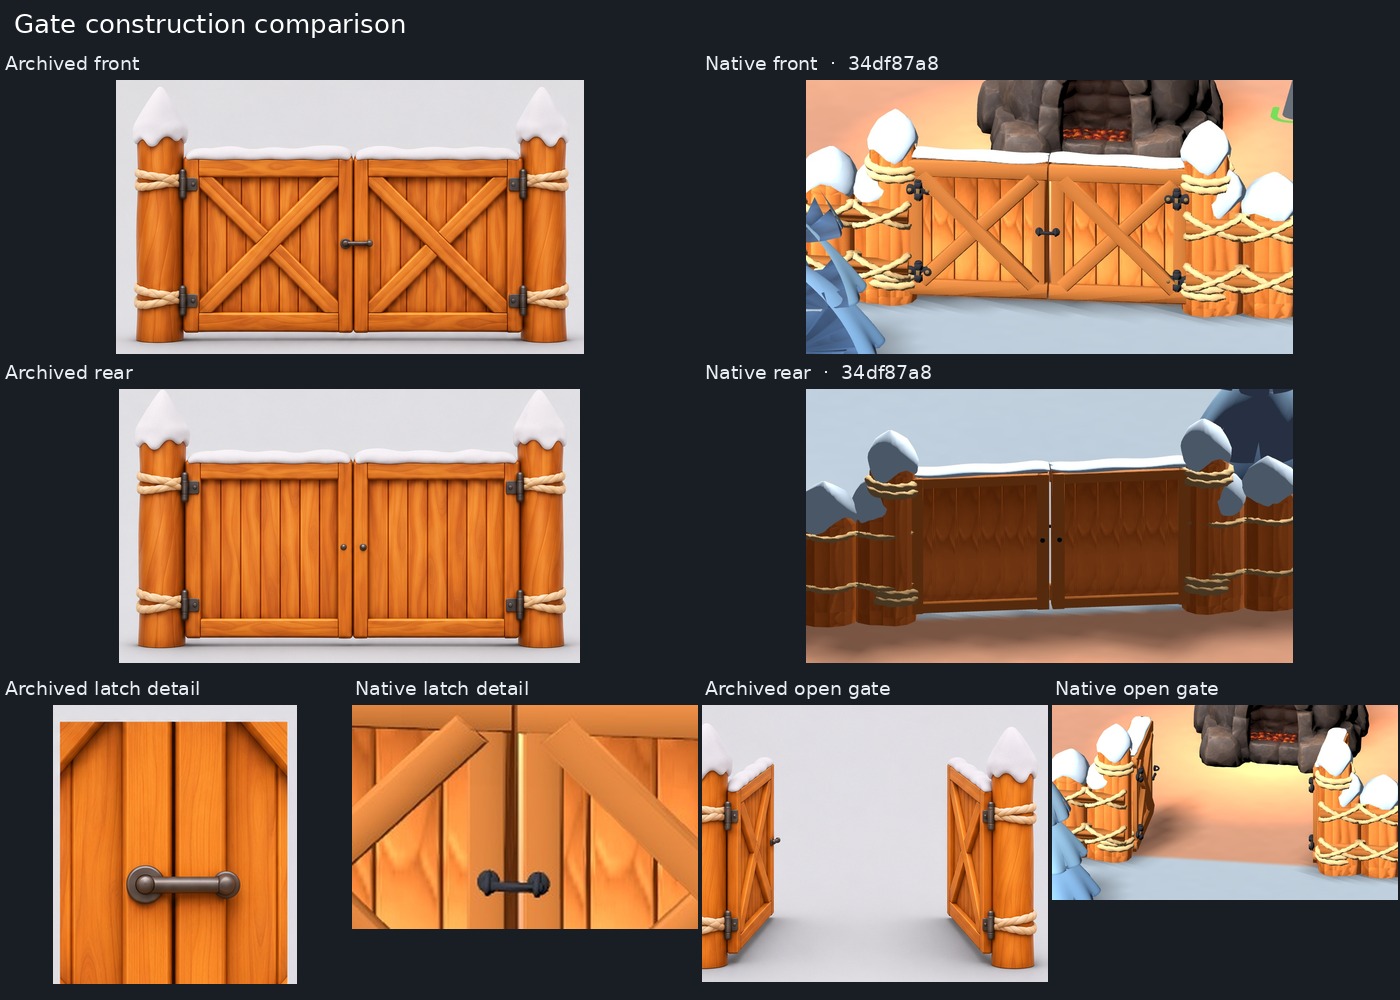 Gate construction comparison
Archived front
Native front · 34df87a8
Archived rear
Native rear · 34df87a8
Archived latch detail
Native latch detail
Archived open gate
Native open gate